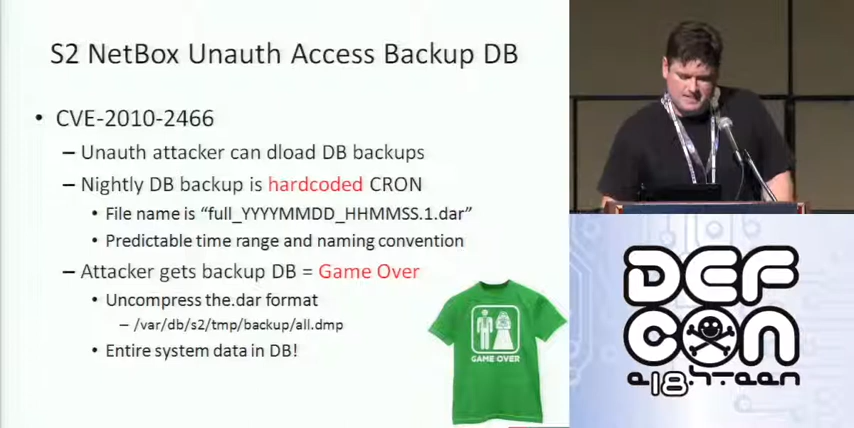 S2 NetBox Unauth Access Backup DB
• CVE-2010-2466
– Unauth attacker can dload DB backups
– Nightly DB backup is hardcoded CRON
• File name is “full_YYYYMMDD_HHMMSS.1.dar”
• Predictable time range and naming convention
– Attacker gets backup DB = Game Over
• Uncompress the.dar format
– /var/db/s2/tmp/backup/all.dmp
• Entire system data in DB!
GAME OVER
DEF
CON
e18h.teen